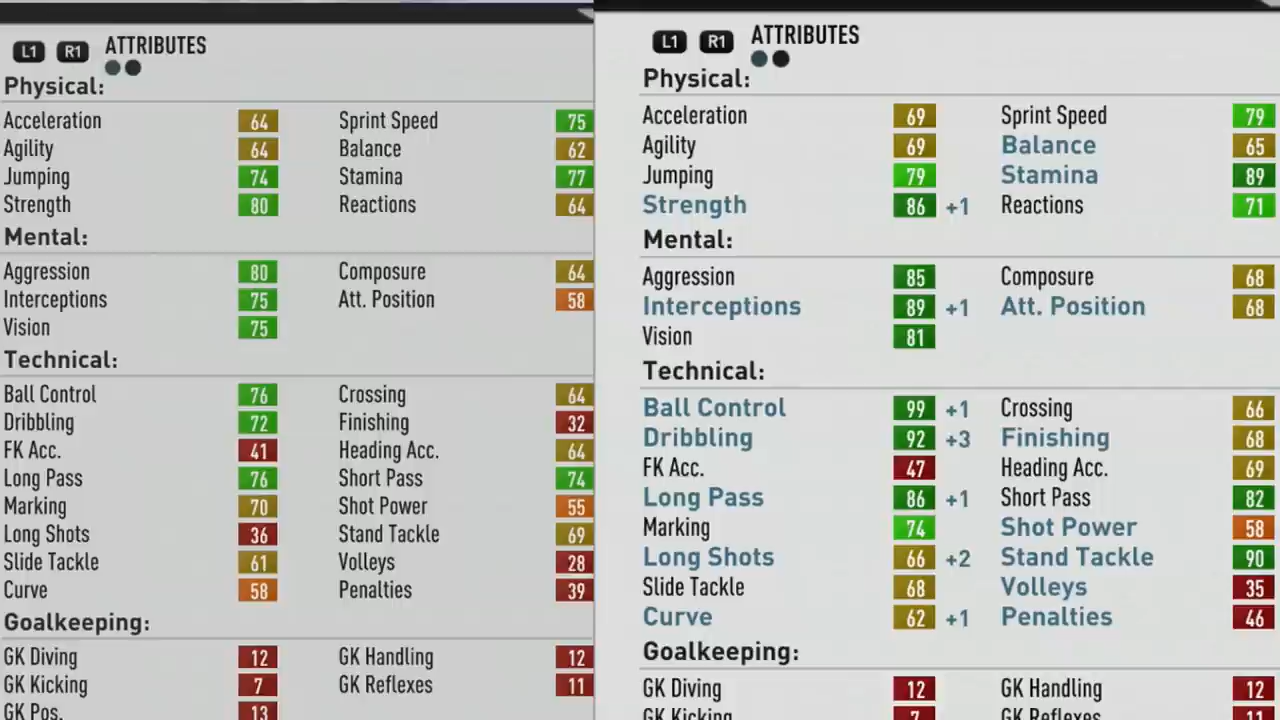 L1 R1 ATTRIBUTES
Physical:
Acceleration 64 Sprint Speed 75
Agility 64 Balance 62
Jumping 74 Stamina 77
Strength 80 Reactions 64
Mental:
Aggression 80 Composure 64
Interceptions 75 Att. Position 58
Vision 75
Technical:
Ball Control 76 Crossing 64
Dribbling 72 Finishing 32
FK Acc. 41 Heading Acc. 64
Long Pass 76 Short Pass 74
Marking 70 Shot Power 55
Long Shots 36 Stand Tackle 69
Slide Tackle 61 Volleys 28
Curve 58 Penalties 39
Goalkeeping:
GK Diving 12 GK Handling 12
GK Kicking 7 GK Reflexes 11
GK Pos. 13
L1 R1 ATTRIBUTES
Physical:
Acceleration 69 Sprint Speed 79
Agility 69 Balance 65
Jumping 79 Stamina 89
Strength 86 +1 Reactions 71
Mental:
Aggression 85 Composure 68
Interceptions 89 +1 Att. Position 68
Vision 81
Technical:
Ball Control 99 +1 Crossing 66
Dribbling 92 +3 Finishing 68
FK Acc. 47 Heading Acc. 69
Long Pass 86 +1 Short Pass 82
Marking 74 Shot Power 58
Long Shots 66 +2 Stand Tackle 90
Slide Tackle 68 Volleys 35
Curve 62 +1 Penalties 46
Goalkeeping:
GK Diving 12 GK Handling 12
GK Kicking 7 GK Reflexes 11